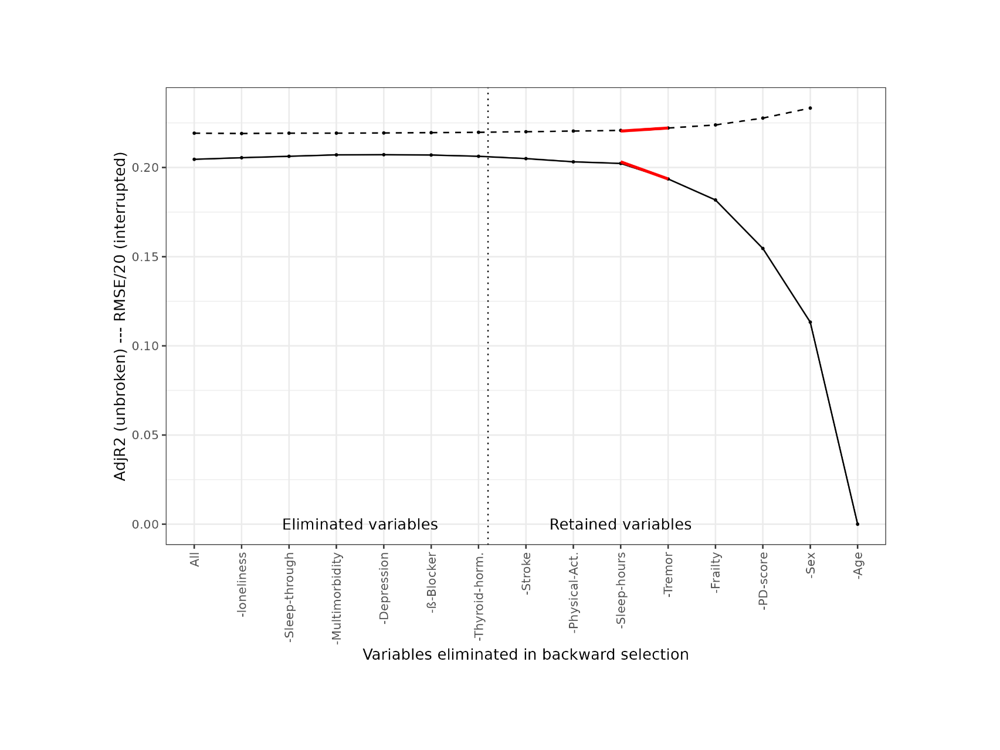 AdjR2 (unbroken) --- RMSE/20 (interrupted)
0.20
0.15
0.10
0.05
0.00
Eliminated variables
Retained variables
All
-loneliness
-Sleep-through
-Multimorbidity
-Depression
-ß-Blocker
-Thyroid-horm.
-Stroke
-Physical-Act.
-Sleep-hours
-Tremor
-Frailty
-PD-score
-Sex
-Age
Variables eliminated in backward selection